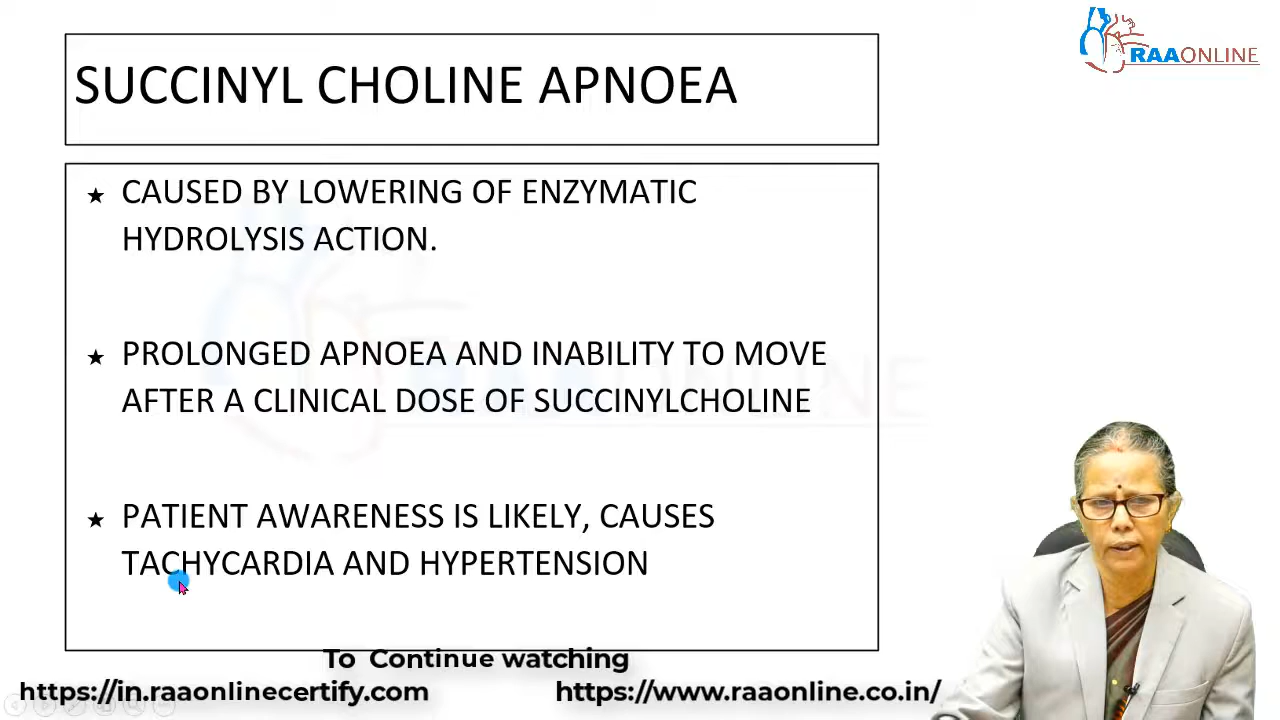 RAAONLINE
SUCCINYL CHOLINE APNOEA
★ CAUSED BY LOWERING OF ENZYMATIC
HYDROLYSIS ACTION.
★ PROLONGED APNOEA AND INABILITY TO MOVE
AFTER A CLINICAL DOSE OF SUCCINYLCHOLINE
★ PATIENT AWARENESS IS LIKELY, CAUSES
TACHYCARDIA AND HYPERTENSION
To Continue watching
https://in.raaonlinecertify.com https://www.raaonline.co.in/